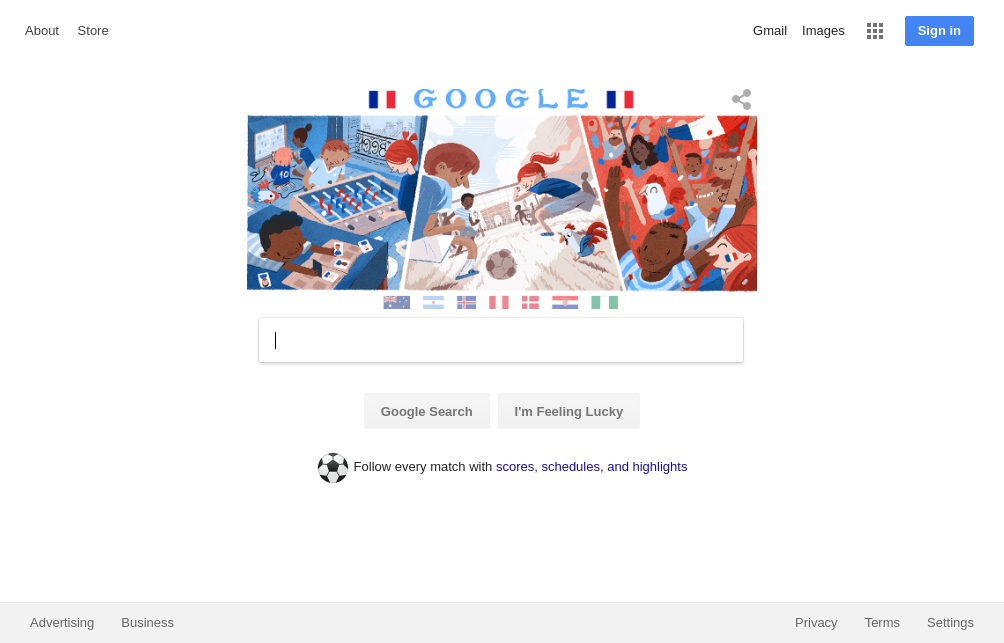 About Store
Gmail Images Sign in
GOOGLE
1998
10
Google Search I'm Feeling Lucky
Follow every match with scores, schedules, and highlights
Advertising Business
Privacy Terms Settings